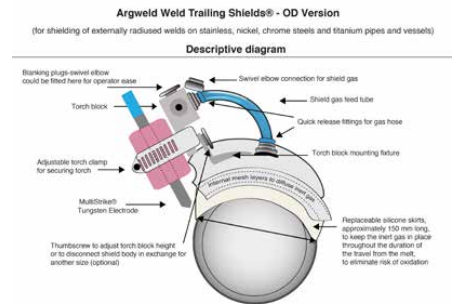 Argweld Weld Trailing Shields® - OD Version
(for shielding of externally radiused welds on stainless, nickel, chrome steels and titanium pipes and vessels)
Descriptive diagram
Blanking plugs-swivel elbow
could be fitted here for operator ease
Swivel elbow connection for shield gas
Torch block
Shield gas feed tube
Quick release fittings for gas hose
Torch block mounting fixture
Adjustable torch clamp
for securing torch
internal mesh layers to diffuse inert gas
MultiStrike®
Tungsten Electrode
Replaceable silicone skirts,
approximately 150 mm long,
to keep the inert gas in place
throughout the duration of
the travel from the melt,
to eliminate risk of oxidation
Thumbscrew to adjust torch block height
or to disconnect shield body in exchange for
another size (optional)